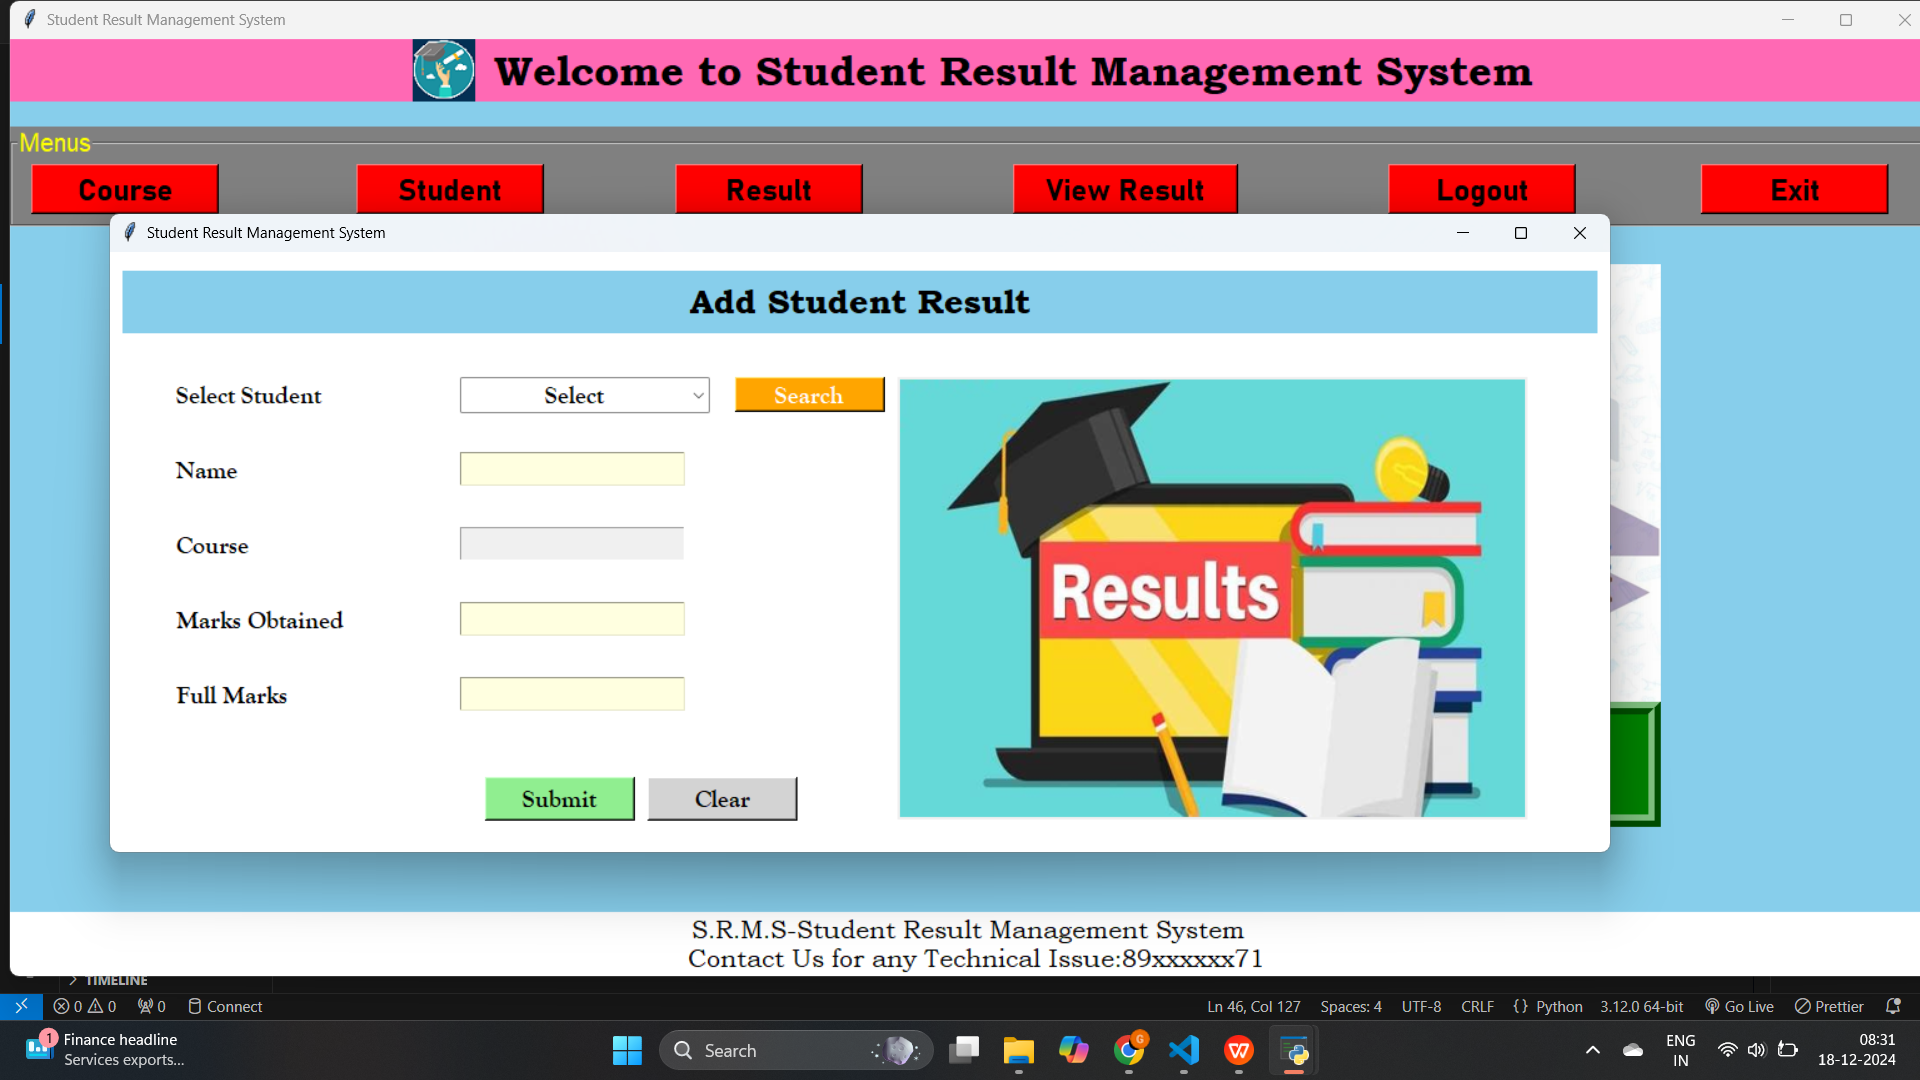 Student Result Management System
Welcome to Student Result Management System
Menus
Course Student Result View Result Logout Exit
Student Result Management System
Add Student Result
Select Student Select Search
Name
Course
Marks Obtained
Full Marks
Results
Submit Clear
S.R.M.S-Student Result Management System
Contact Us for any Technical Issue:89xxxxxx71
TIMELINE
0 0 0 Connect Ln 46, Col 127 Spaces: 4 UTF-8 CRLF {} Python 3.12.0 64-bit Go Live Prettier
1 Finance headline
Services exports...
Search
G
W
ENG
IN
08:31
18-12-2024